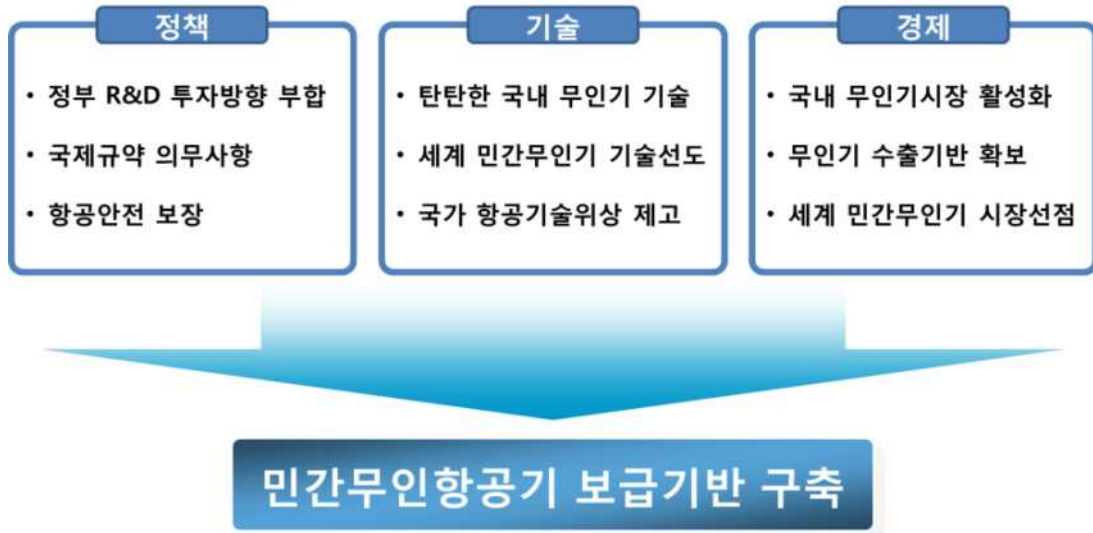 정책
• 정부 R&D 투자방향 부합
• 국제규약 의무사항
• 항공안전 보장
기술
• 탄탄한 국내 무인기 기술
• 세계 민간무인기 기술선도
• 국가 항공기술위상 제고
경제
• 국내 무인기시장 활성화
• 무인기 수출기반 확보
• 세계 민간무인기 시장선점
민간무인항공기 보급기반 구축